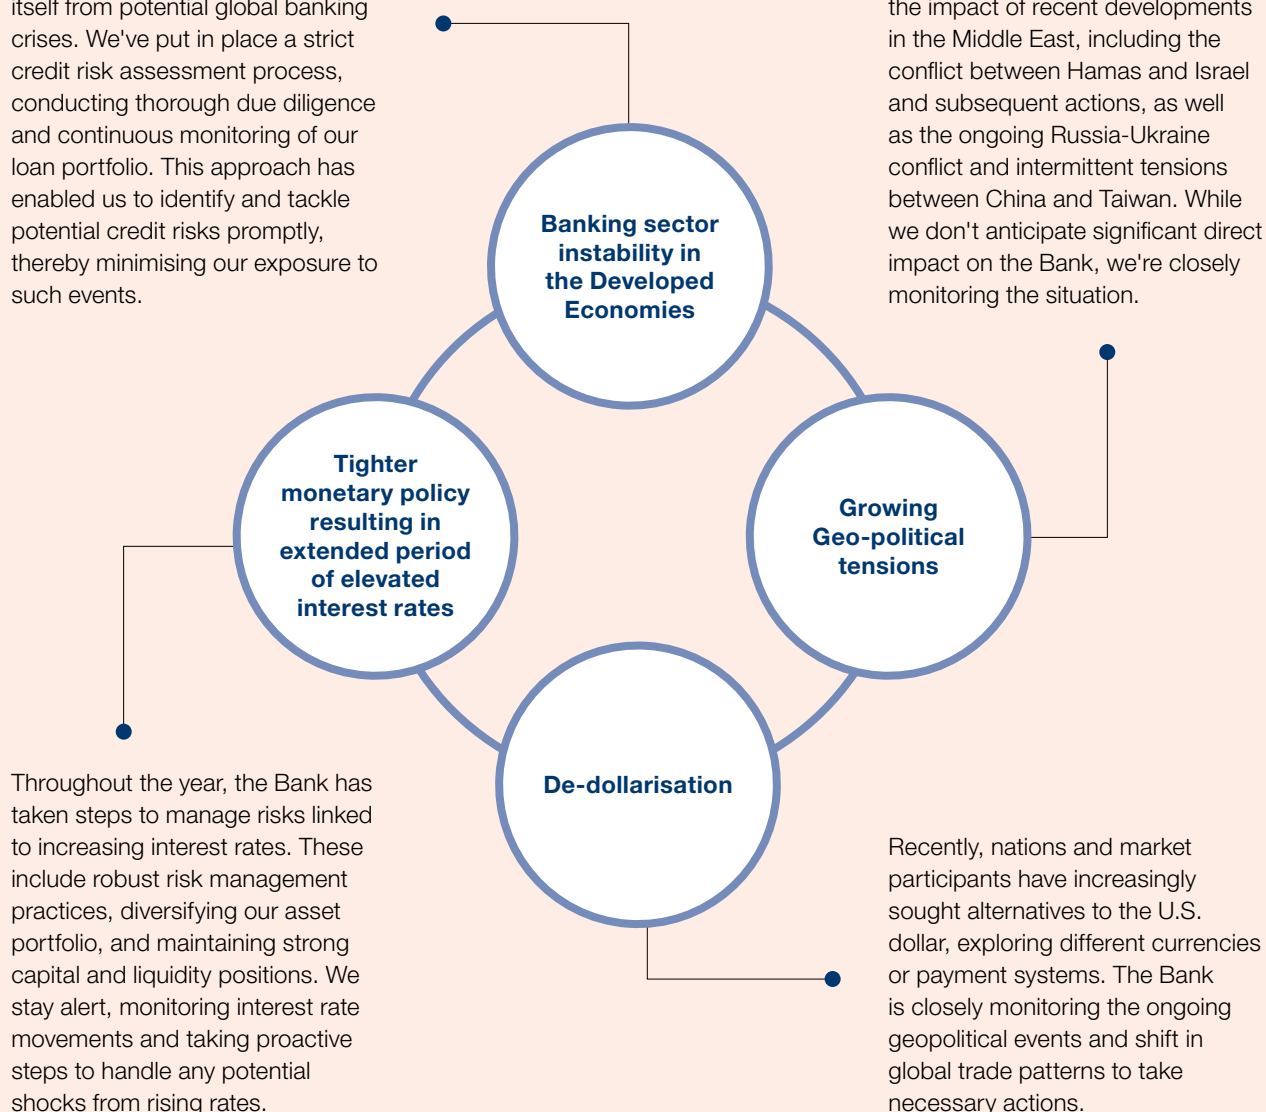 itself from potential global banking
crises. We've put in place a strict
credit risk assessment process,
conducting thorough due diligence
and continuous monitoring of our
loan portfolio. This approach has
enabled us to identify and tackle
potential credit risks promptly,
thereby minimising our exposure to
such events.
the impact of recent developments
in the Middle East, including the
conflict between Hamas and Israel
and subsequent actions, as well
as the ongoing Russia-Ukraine
conflict and intermittent tensions
between China and Taiwan. While
we don't anticipate significant direct
impact on the Bank, we're closely
monitoring the situation.
Banking sector
instability in
the Developed
Economies
Tighter
monetary policy
resulting in
extended period
of elevated
interest rates
Growing
Geo-political
tensions
De-dollarisation
Throughout the year, the Bank has
taken steps to manage risks linked
to increasing interest rates. These
include robust risk management
practices, diversifying our asset
portfolio, and maintaining strong
capital and liquidity positions. We
stay alert, monitoring interest rate
movements and taking proactive
steps to handle any potential
shocks from rising rates.
Recently, nations and market
participants have increasingly
sought alternatives to the U.S.
dollar, exploring different currencies
or payment systems. The Bank
is closely monitoring the ongoing
geopolitical events and shift in
global trade patterns to take
necessary actions.